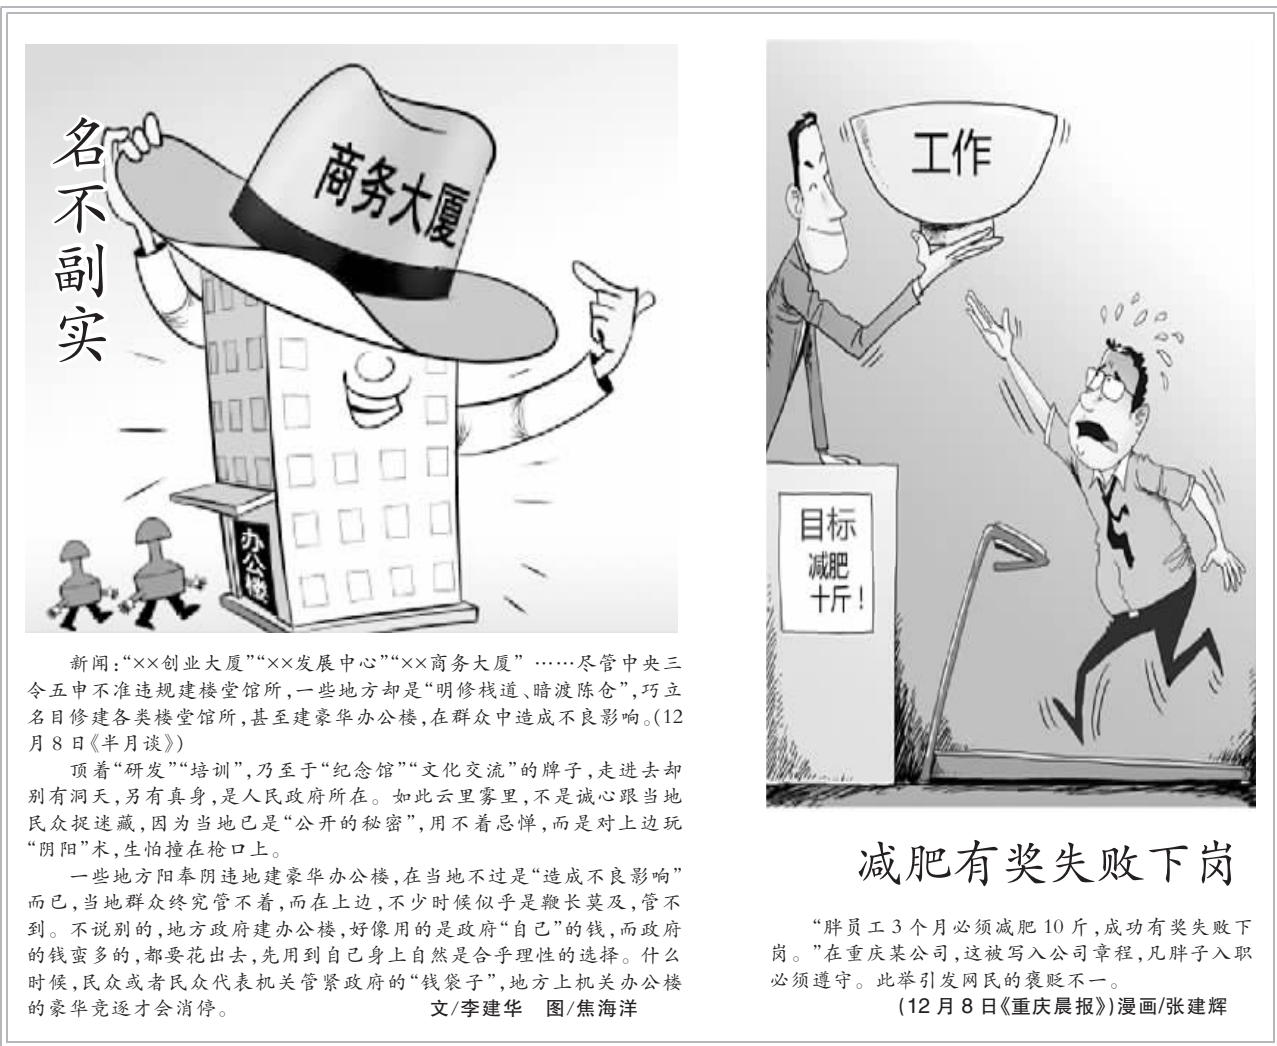 名不副实
商务大厦
办公楼
新闻：“××创业大厦”“××发展中心”“××商务大厦” ……尽管中央三
令五申不准违规建楼堂馆所，一些地方却是“明修栈道、暗渡陈仓”，巧立
名目修建各类楼堂馆所，甚至建豪华办公楼，在群众中造成不良影响。（12
月 8 日《半月谈》）
顶着“研发”“培训”，乃至于“纪念馆”“文化交流”的牌子，走进去却
别有洞天，另有真身，是人民政府所在。如此云里雾里，不是诚心跟当地
民众捉迷藏，因为当地已是“公开的秘密”，用不着忌惮，而是对上边玩
“阴阳”术，生怕撞在枪口上。
一些地方阳奉阴违地建豪华办公楼，在当地不过是“造成不良影响”
而已，当地群众终究管不着，而在上边，不少时候似乎是鞭长莫及，管不
到。不说别的，地方政府建办公楼，好像用的是政府“自己”的钱，而政府
的钱蛮多的，都要花出去，先用到自己身上自然是合乎理性的选择。什么
时候，民众或者民众代表机关管紧政府的“钱袋子”，地方上机关办公楼
的豪华竞逐才会消停。 文/李建华 图/焦海洋
工作
目标
减肥
十斤！
减肥有奖失败下岗
“胖员工 3 个月必须减肥 10 斤，成功有奖失败下
岗。”在重庆某公司，这被写入公司章程，凡胖子入职
必须遵守。此举引发网民的褒贬不一。
（12 月 8 日《重庆晨报》）漫画/张建辉